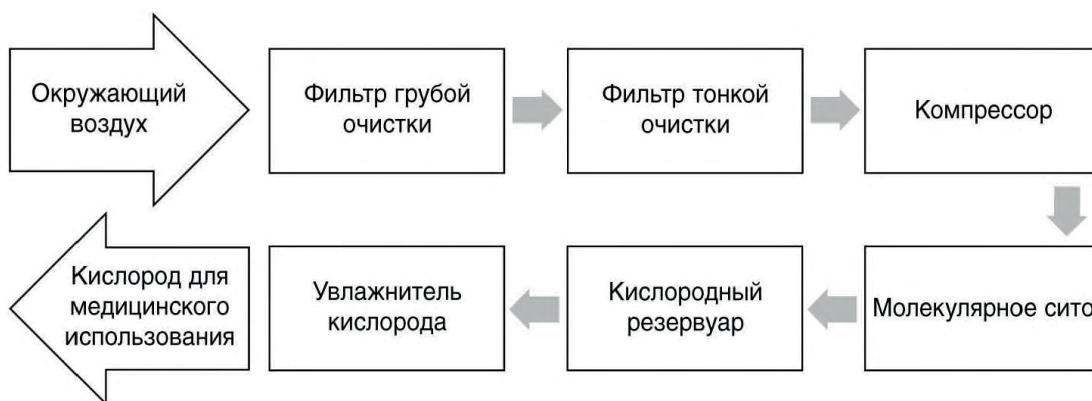 Окружающий
воздух
Фильтр грубой
очистки
Фильтр тонкой
очистки
Компрессор
Молекулярное сито
Кислородный
резервуар
Увлажнитель
кислорода
Кислород для
медицинского
использования